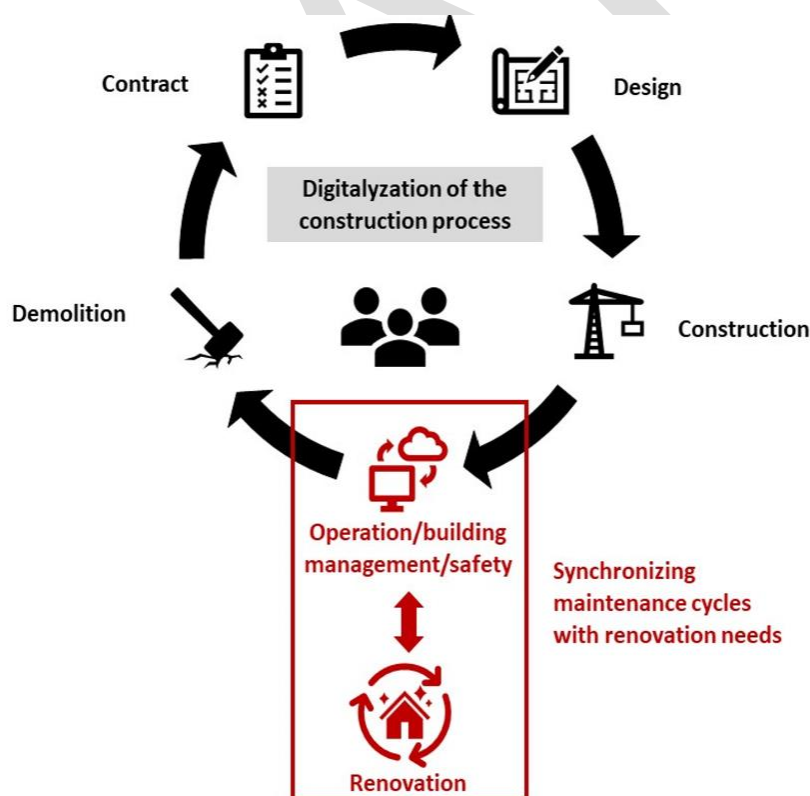 Contract
Design
Digitalyzation of the
construction process
Demolition
Construction
Operation/building
management/safety
Synchronizing
maintenance cycles
with renovation needs
Renovation